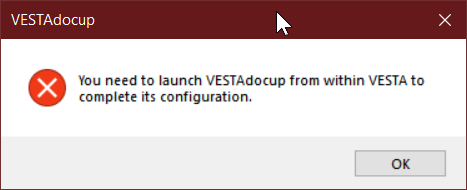 VESTAdocup
You need to launch VESTAdocup from within VESTA to
complete its configuration.
OK